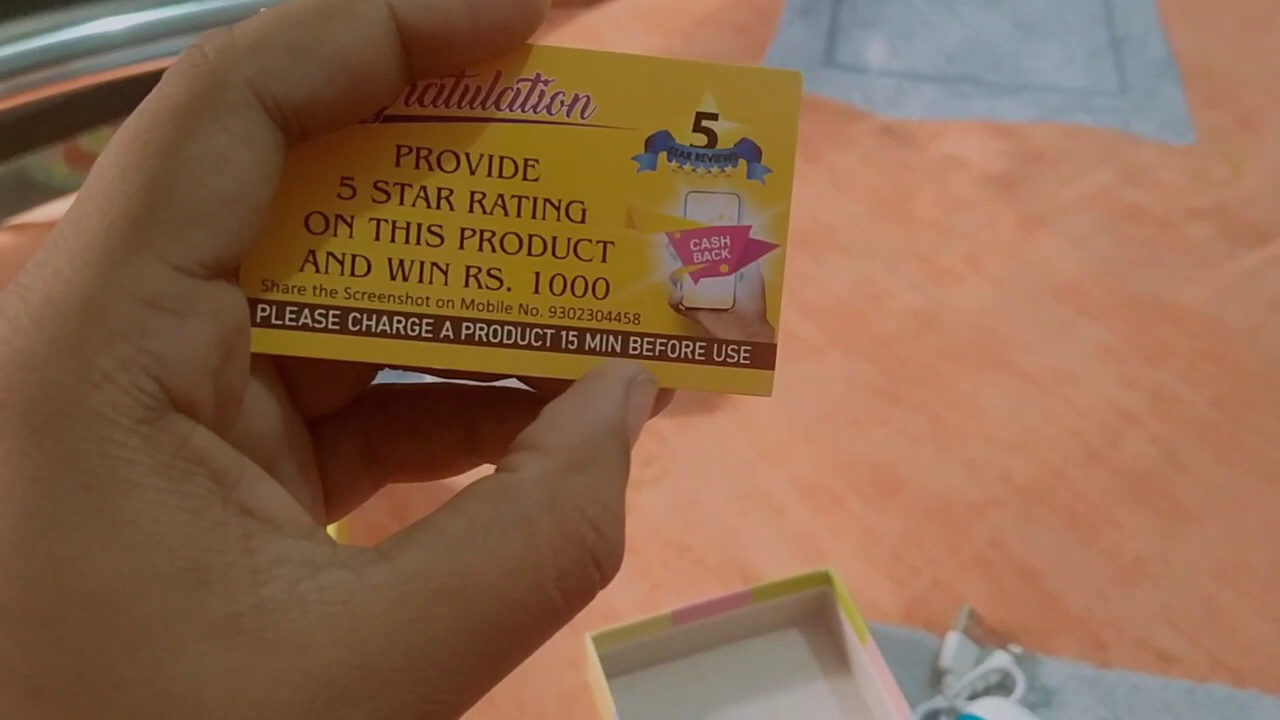 PROVIDE
5 STAR RATING
ON THIS PRODUCT
AND WIN RS. 1000
Share the Screenshot on Mobile No. 9302304458
PLEASE CHARGE A PRODUCT 15 MIN BEFORE USE
5
STAR REVIEWS
CASH
BACK